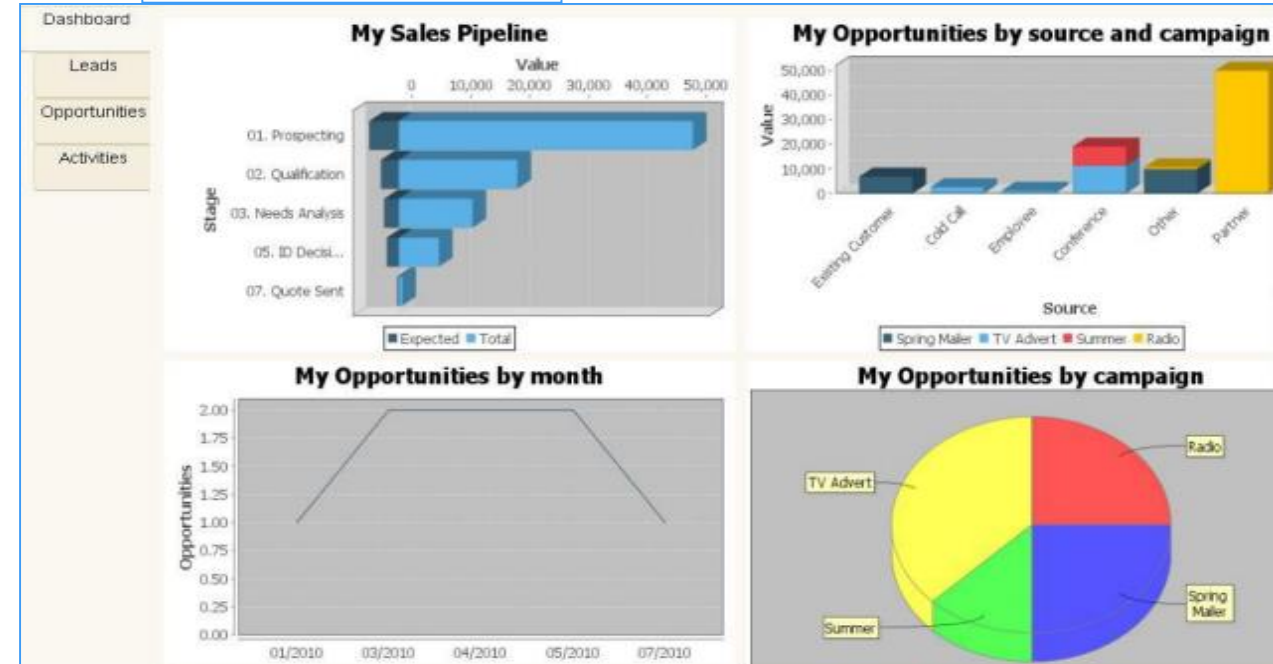 Dashboard
Leads
Opportunities
Activities
My Sales Pipeline
Value
0 10,000 20,000 30,000 40,000 50,000
Stage
01. Prospecting
02. Qualification
03. Needs Analysis
05. ID Decisi...
07. Quote Sent
Expected Total
My Opportunities by source and campaign
Value
50,000
40,000
30,000
20,000
10,000
0
Existing Customer
Cold Call
Employee
Conference
Other
Partner
Source
Spring Mailer TV Advert Summer Radio
My Opportunities by month
Opportunities
2.00
1.75
1.50
1.25
1.00
0.75
0.50
0.25
0.00
01/2010 03/2010 04/2010 05/2010 07/2010
My Opportunities by campaign
Radio
TV Advert
Spring
Mailer
Summer